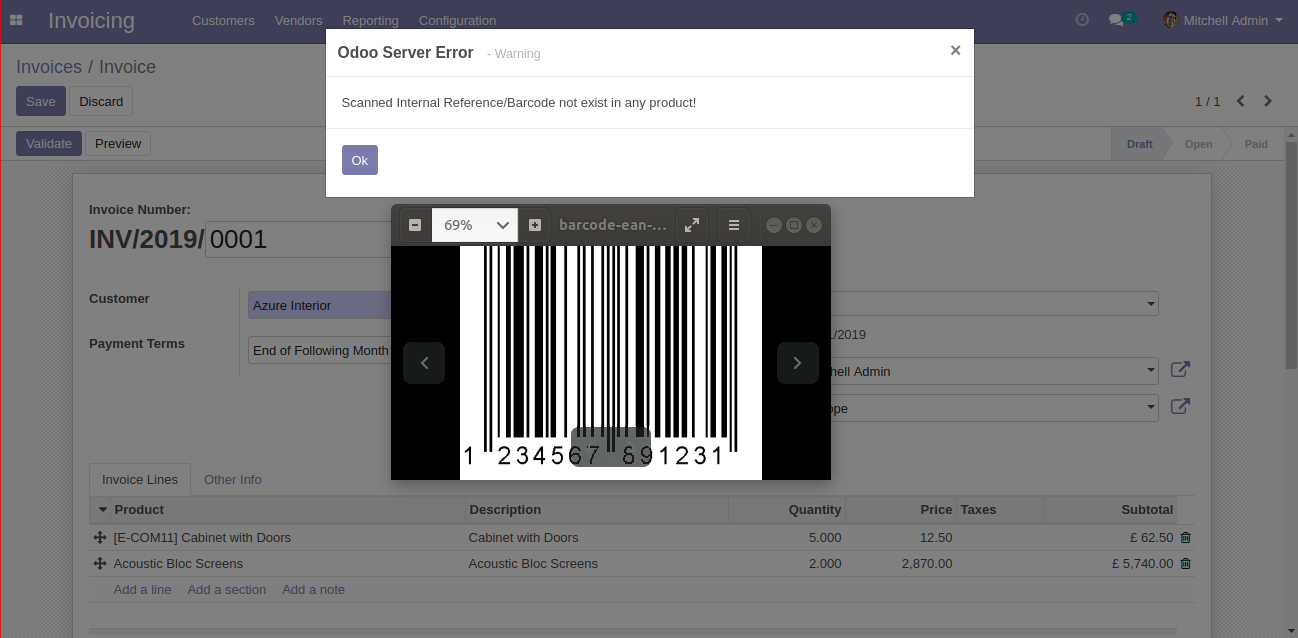 Invoicing Customers Vendors Reporting Configuration 2 Mitchell Admin
Odoo Server Error - Warning ×
Invoices / Invoice
Scanned Internal Reference/Barcode not exist in any product!
Save Discard 1 / 1
Validate Preview Draft Open Paid
Ok
Invoice Number:
69% barcode-ean-...
INV/2019/ 0001
Customer Azure Interior
/2019
Payment Terms End of Following Month
hell Admin
ope
1 234567 891231
Invoice Lines Other Info
Product Description Quantity Price Taxes Subtotal
[E-COM11] Cabinet with Doors Cabinet with Doors 5.000 12.50 £ 62.50
Acoustic Bloc Screens Acoustic Bloc Screens 2.000 2,870.00 £ 5,740.00
Add a line Add a section Add a note